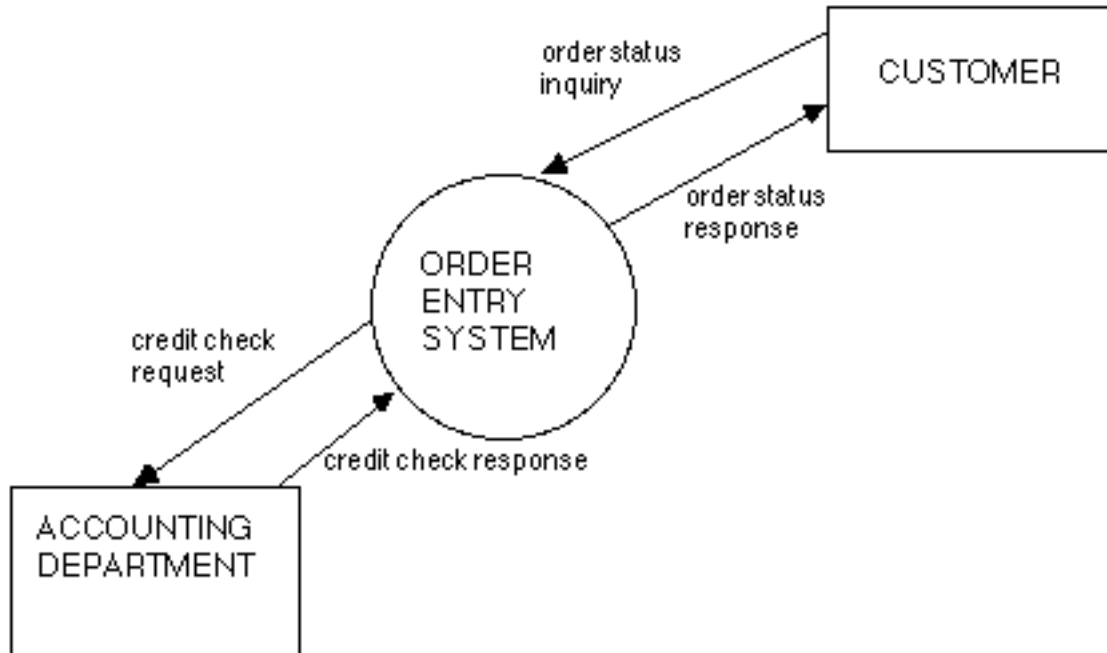 order status
inquiry
CUSTOMER
order status
response
ORDER
ENTRY
SYSTEM
credit check
request
credit check response
ACCOUNTING
DEPARTMENT